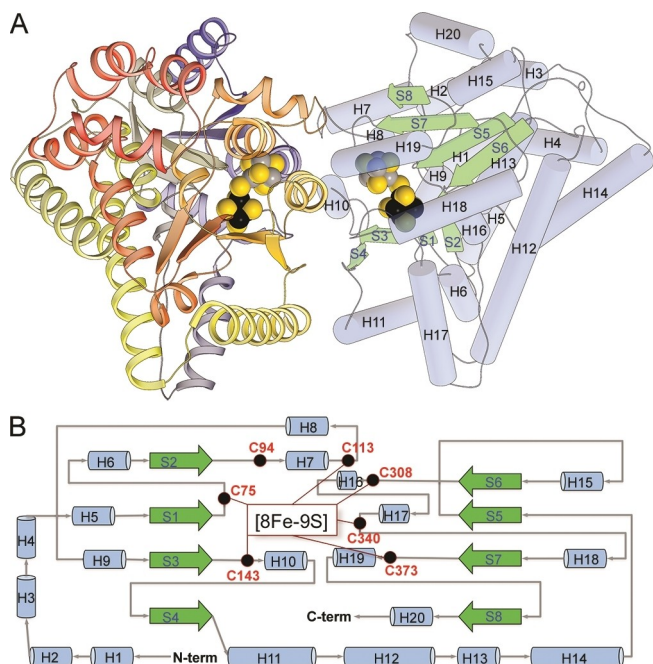 A
H20
H15 H3
S8 H2
H7 S7 S5
H8 S6
H19 H1 H13 H4
H9
H10 H18 H14
H5
H16 H12
S3 S1 S2
S4
H6
H11
H17
B
H8
C94 C113
H6 S2 H7 C308
H16 S6 H15
C75
H5 S1 [8Fe-9S] H17 S5
H4
C340
H9 S3 H10 H19 S7 H18
C143 C373
H3
S4 C-term H20 S8
H2 H1 N-term H11 H12 H13 H14